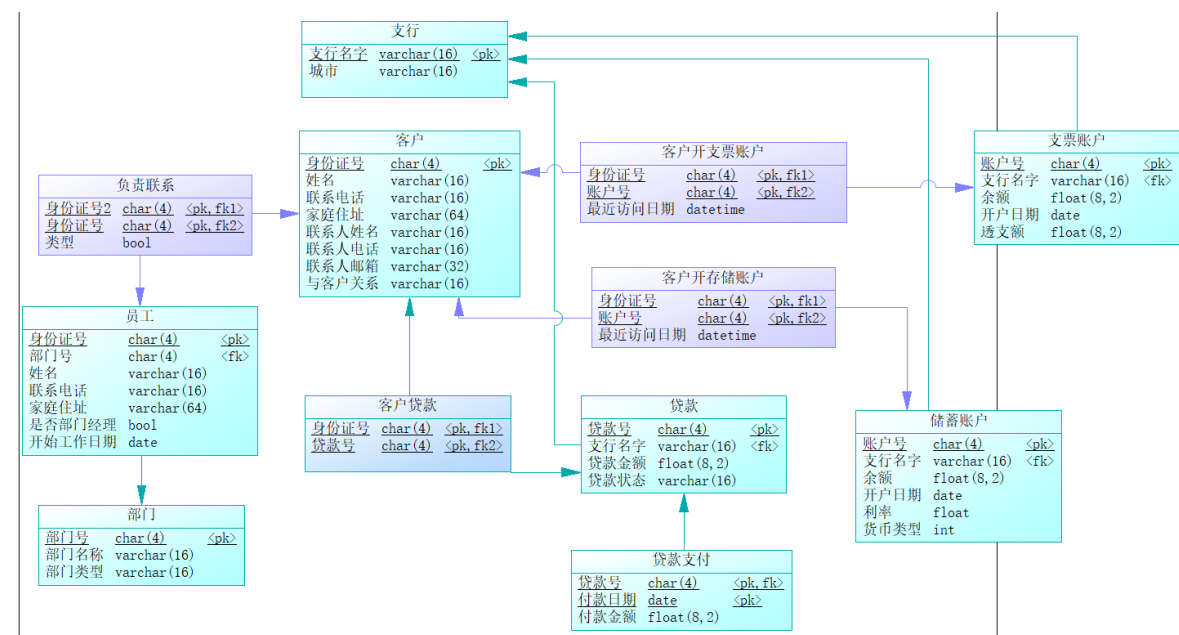 支行
支行名字 varchar(16) <pk>
城市 varchar(16)
客户
身份证号 char(4) <pk>
姓名 varchar(16)
联系电话 varchar(16)
家庭住址 varchar(64)
联系人姓名 varchar(16)
联系人电话 varchar(16)
联系人邮箱 varchar(32)
与客户关系 varchar(16)
客户开支票账户
身份证号 char(4) <pk,fk1>
账户号 char(4) <pk,fk2>
最近访问日期 datetime
支票账户
账户号 char(4) <pk>
支行名字 varchar(16) <fk>
余额 float(8,2)
开户日期 date
透支额 float(8,2)
负责联系
身份证号2 char(4) <pk,fk1>
身份证号 char(4) <pk,fk2>
类型 bool
客户开存储账户
身份证号 char(4) <pk,fk1>
账户号 char(4) <pk,fk2>
最近访问日期 datetime
员工
身份证号 char(4) <pk>
部门号 char(4) <fk>
姓名 varchar(16)
联系电话 varchar(16)
家庭住址 varchar(64)
是否部门经理 bool
开始工作日期 date
客户贷款
身份证号 char(4) <pk,fk1>
贷款号 char(4) <pk,fk2>
贷款
贷款号 char(4) <pk>
支行名字 varchar(16) <fk>
贷款金额 float(8,2)
贷款状态 varchar(16)
储蓄账户
账户号 char(4) <pk>
支行名字 varchar(16) <fk>
余额 float(8,2)
开户日期 date
利率 float
货币类型 int
部门
部门号 char(4) <pk>
部门名称 varchar(16)
部门类型 varchar(16)
贷款支付
贷款号 char(4) <pk,fk>
付款日期 date <pk>
付款金额 float(8,2)